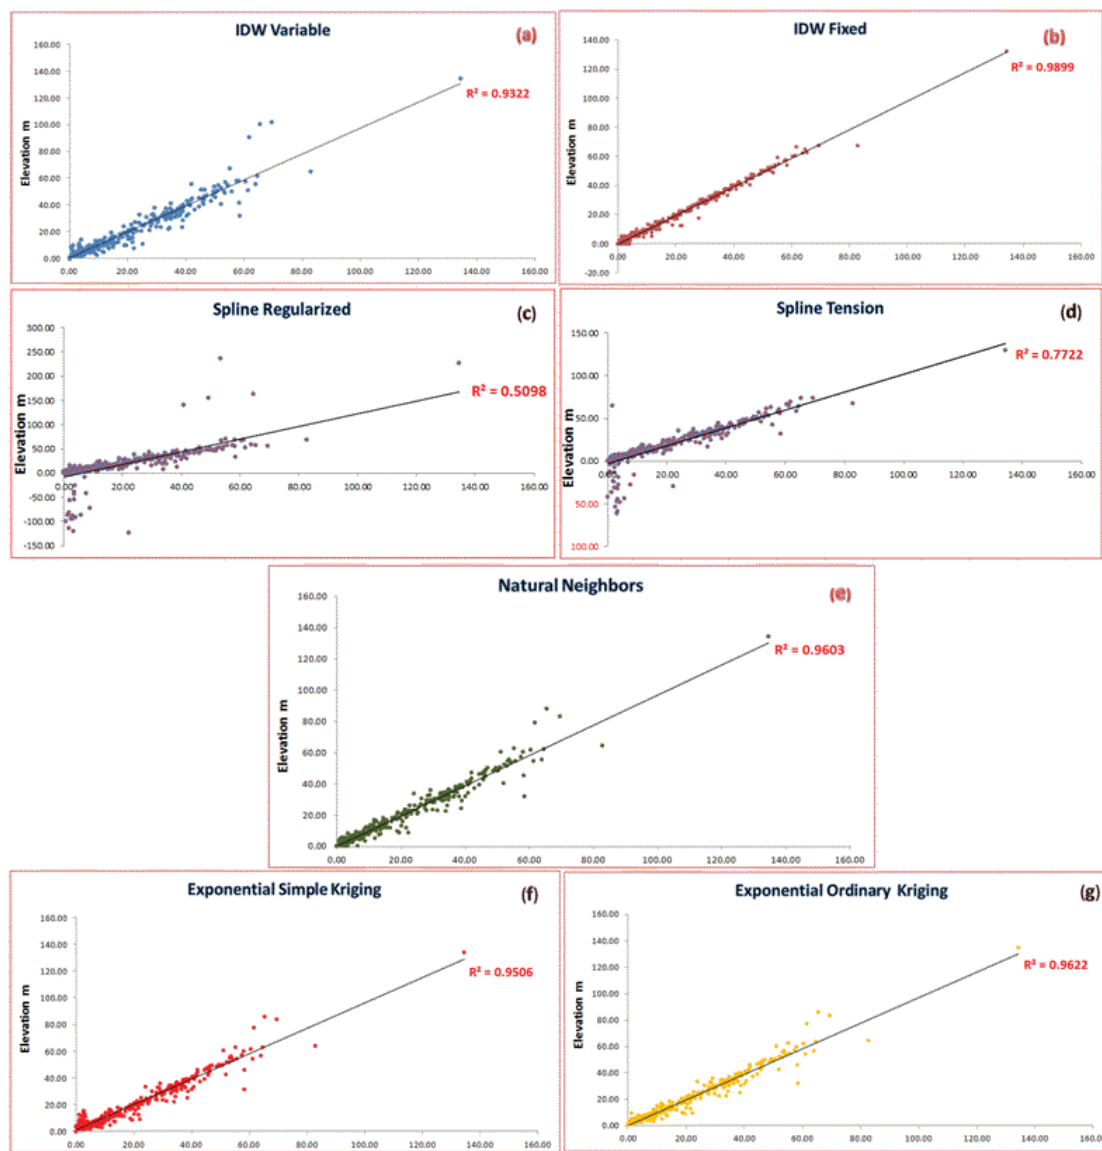 IDW Variable (a)
160.00
140.00
120.00
100.00
80.00
60.00
40.00
20.00
0.00
Elevation m
R² = 0.9322
0.00 20.00 40.00 60.00 80.00 100.00 120.00 140.00 160.00
IDW Fixed (b)
140.00
120.00
100.00
80.00
60.00
40.00
20.00
0.00
-20.00
Elevation m
R² = 0.9899
0.00 20.00 40.00 60.00 80.00 100.00 120.00 140.00 160.00
Spline Regularized (c)
300.00
250.00
200.00
150.00
100.00
50.00
0.00
-50.00
-100.00
-150.00
Elevation m
R² = 0.5098
0.00 20.00 40.00 60.00 80.00 100.00 120.00 140.00 160.00
Spline Tension (d)
150.00
100.00
50.00
0.00
50.00
100.00
Elevation m
R² = 0.7722
0.00 20.00 40.00 60.00 80.00 100.00 120.00 140.00 160.00
Natural Neighbors (e)
160.00
140.00
120.00
100.00
80.00
60.00
40.00
20.00
0.00
Elevation m
R² = 0.9603
0.00 20.00 40.00 60.00 80.00 100.00 120.00 140.00 160.00
Exponential Simple Kriging (f)
160.00
140.00
120.00
100.00
80.00
60.00
40.00
20.00
0.00
Elevation m
R² = 0.9506
0.00 20.00 40.00 60.00 80.00 100.00 120.00 140.00 160.00
Exponential Ordinary Kriging (g)
160.00
140.00
120.00
100.00
80.00
60.00
40.00
20.00
0.00
Elevation m
R² = 0.9622
0.00 20.00 40.00 60.00 80.00 100.00 120.00 140.00 160.00